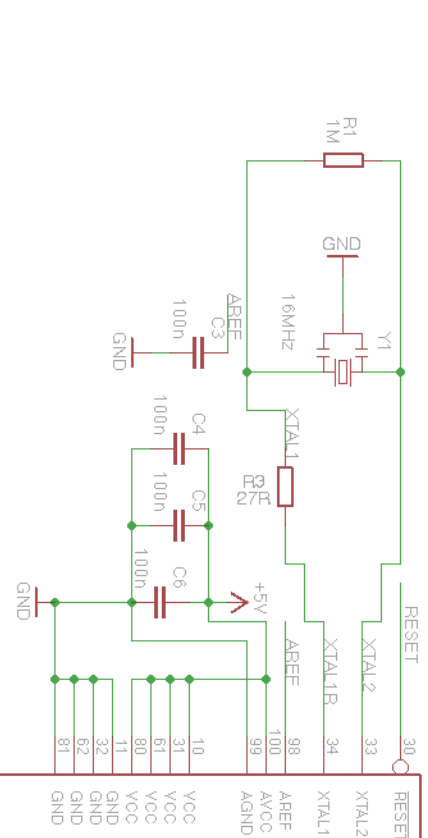 R1
1M
GND
16MHz
Y1
AREF
C3
100n
GND
XTAL1
C4
100n
C5
100n
C6
100n
27R
+5V
GND
RESET
XTAL2
XTAL1R
AREF
81
62
32
11
80
61
31
10
99
100
98
34
33
30
GND
GND
GND
GND
VCC
VCC
VCC
VCC
AGND
AVCC
AREF
XTAL1
XTAL2
RESET